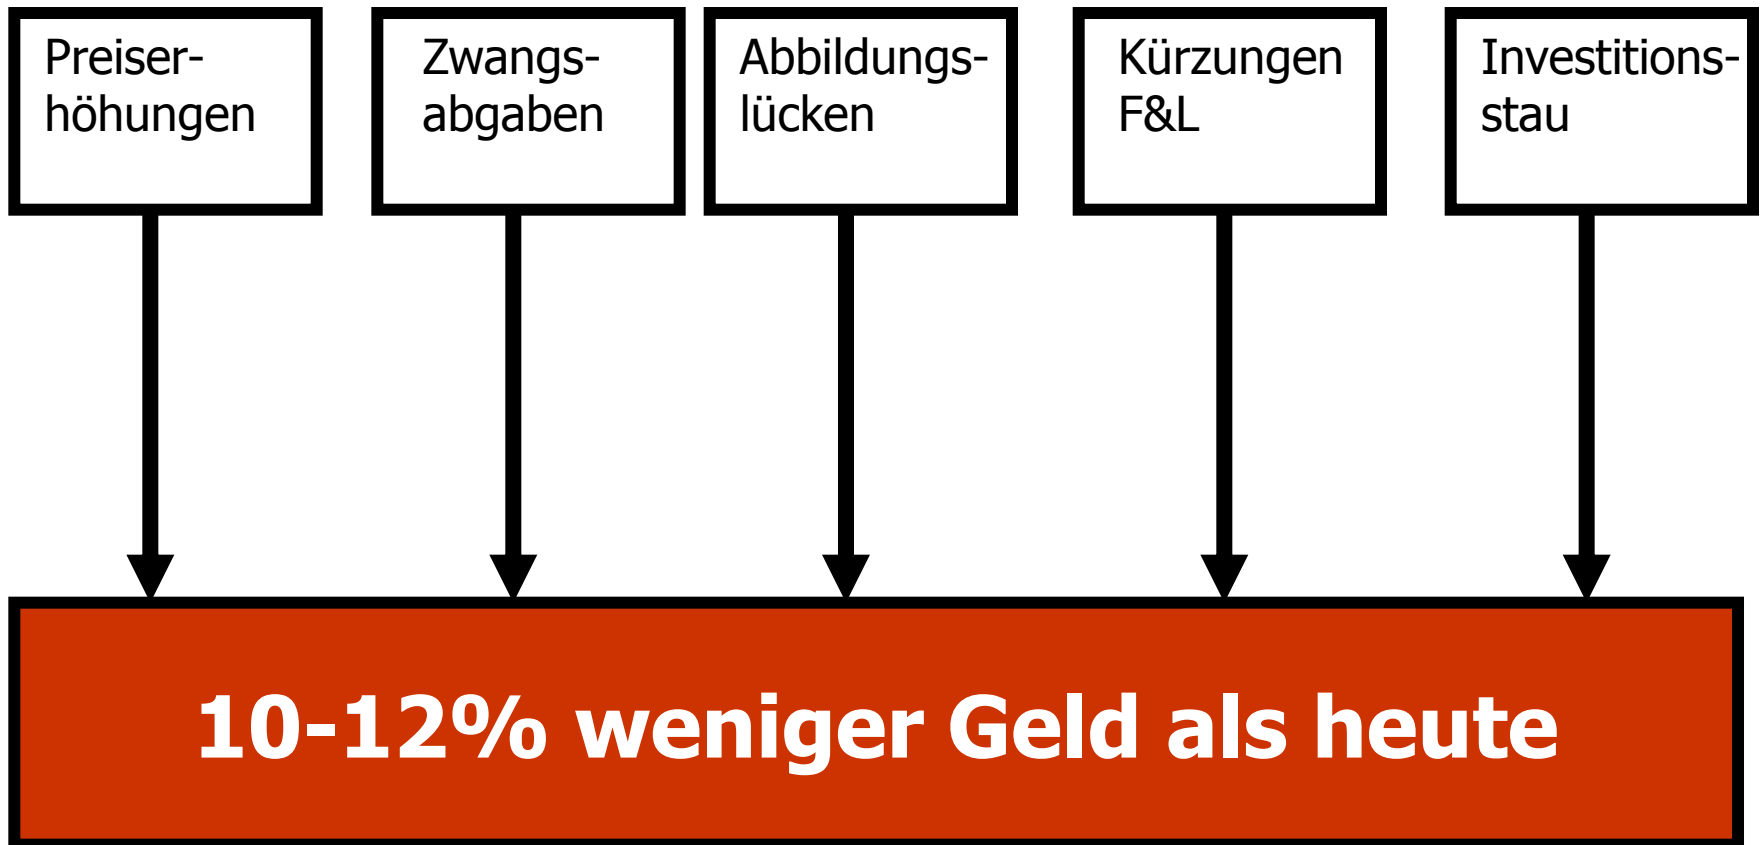 Preiser-
höhungen
Zwangs-
abgaben
Abbildungs-
lücken
Kürzungen
F&L
Investitions-
stau
10-12% weniger Geld als heute